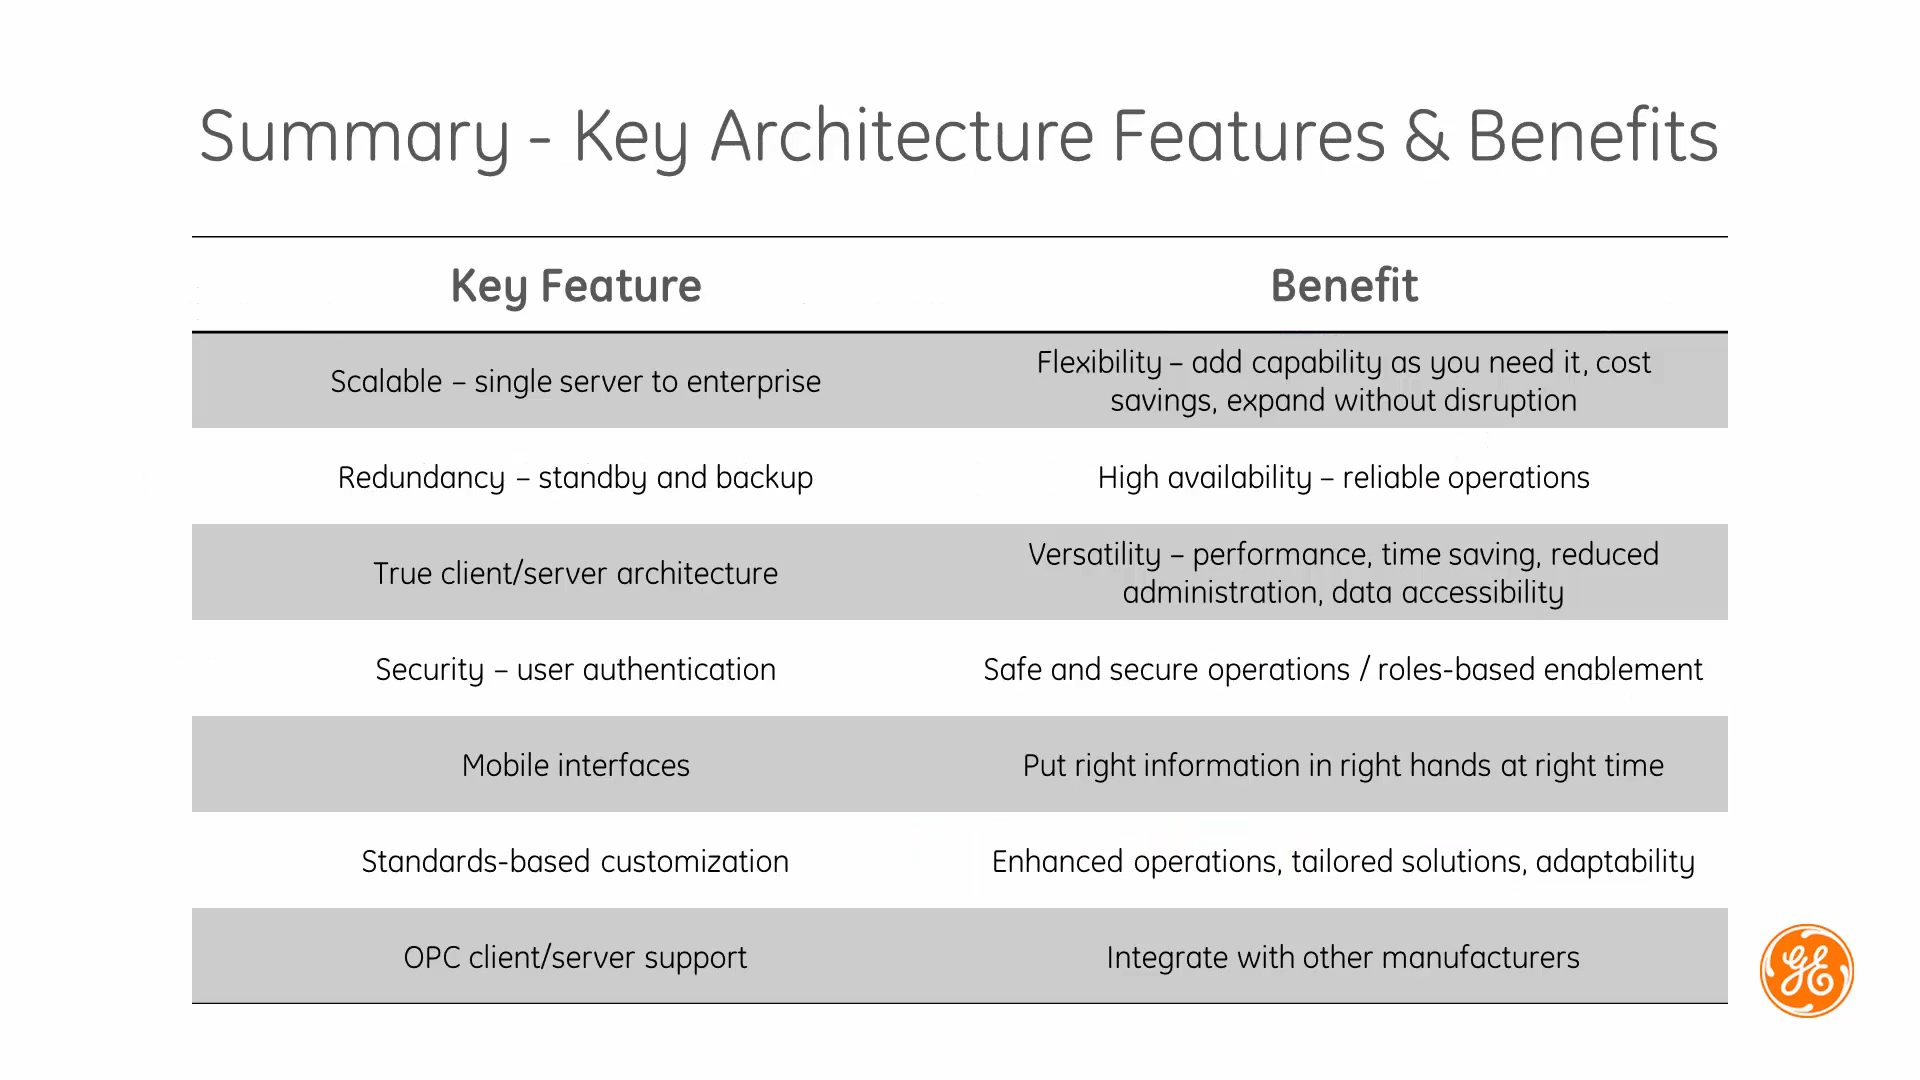 Summary - Key Architecture Features & Benefits
Key Feature
Benefit
Scalable – single server to enterprise
Flexibility – add capability as you need it, cost
savings, expand without disruption
Redundancy – standby and backup
High availability – reliable operations
True client/server architecture
Versatility – performance, time saving, reduced
administration, data accessibility
Security – user authentication
Safe and secure operations / roles-based enablement
Mobile interfaces
Put right information in right hands at right time
Standards-based customization
Enhanced operations, tailored solutions, adaptability
OPC client/server support
Integrate with other manufacturers
GE